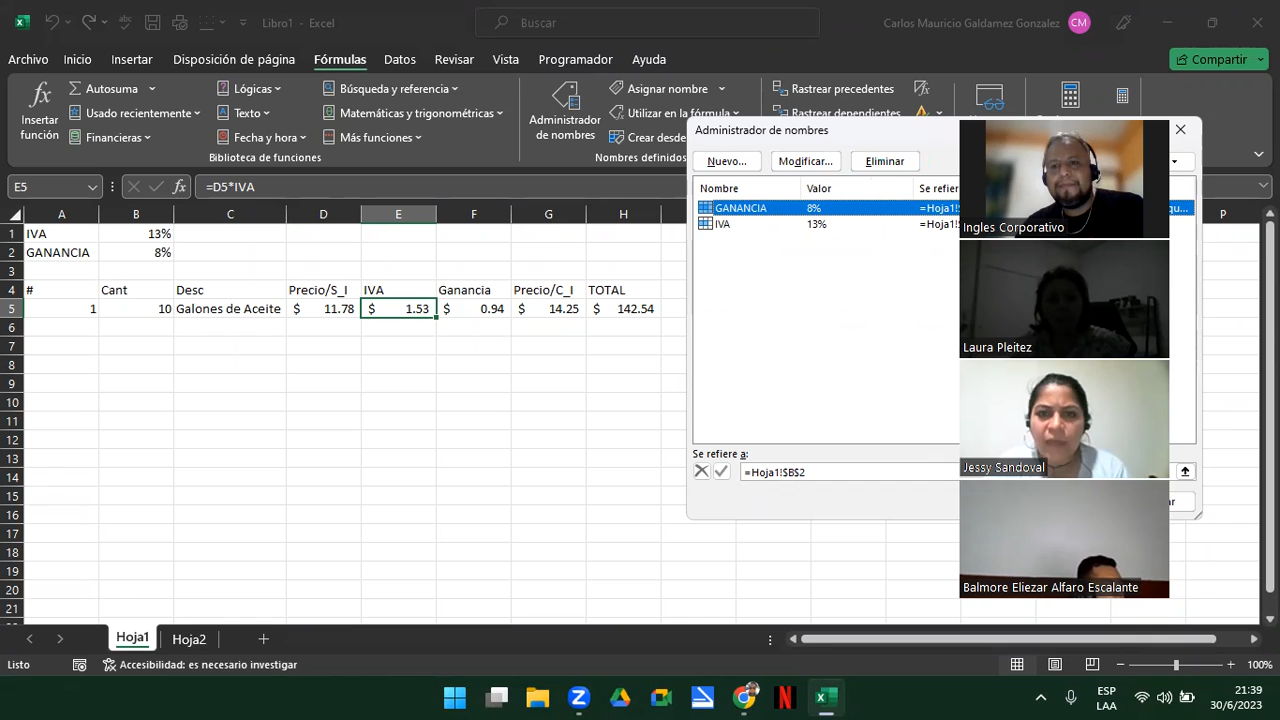 Libro1 - Excel
Buscar
Carlos Mauricio Galdamez Gonzalez
CM
Archivo
Inicio
Insertar
Disposición de página
Fórmulas
Datos
Revisar
Vista
Programador
Ayuda
Compartir
Insertar
función
Autosuma
Usado recientemente
Financieras
Lógicas
Texto
Fecha y hora
Búsqueda y referencia
Matemáticas y trigonométricas
Más funciones
Biblioteca de funciones
Administrador
de nombres
Asignar nombre
Utilizar en la fórmula
Crear desde
Nombres definidos
Rastrear precedentes
Rastrear dependientes
E5
fx
=D5*IVA
A B C D E F G H P
1 IVA 13%
2 GANANCIA 8%
3
4 # Cant Desc Precio/S_I IVA Ganancia Precio/C_I TOTAL
5 1 10 Galones de Aceite $ 11.78 $ 1.53 $ 0.94 $ 14.25 $ 142.54
6
7
8
9
10
11
12
13
14
15
16
17
18
19
20
21
Administrador de nombres
Nuevo...
Modificar...
Eliminar
Nombre Valor Se refiere
GANANCIA 8% =Hoja1!$
IVA 13% =Hoja1!$
qu...
Se refiere a:
=Hoja1!$B$2
Ingles Corporativo
Laura Pleitez
Jessy Sandoval
Balmore Eliezar Alfaro Escalante
Hoja1
Hoja2
Listo
Accesibilidad: es necesario investigar
100%
ESP
LAA
21:39
30/6/2023